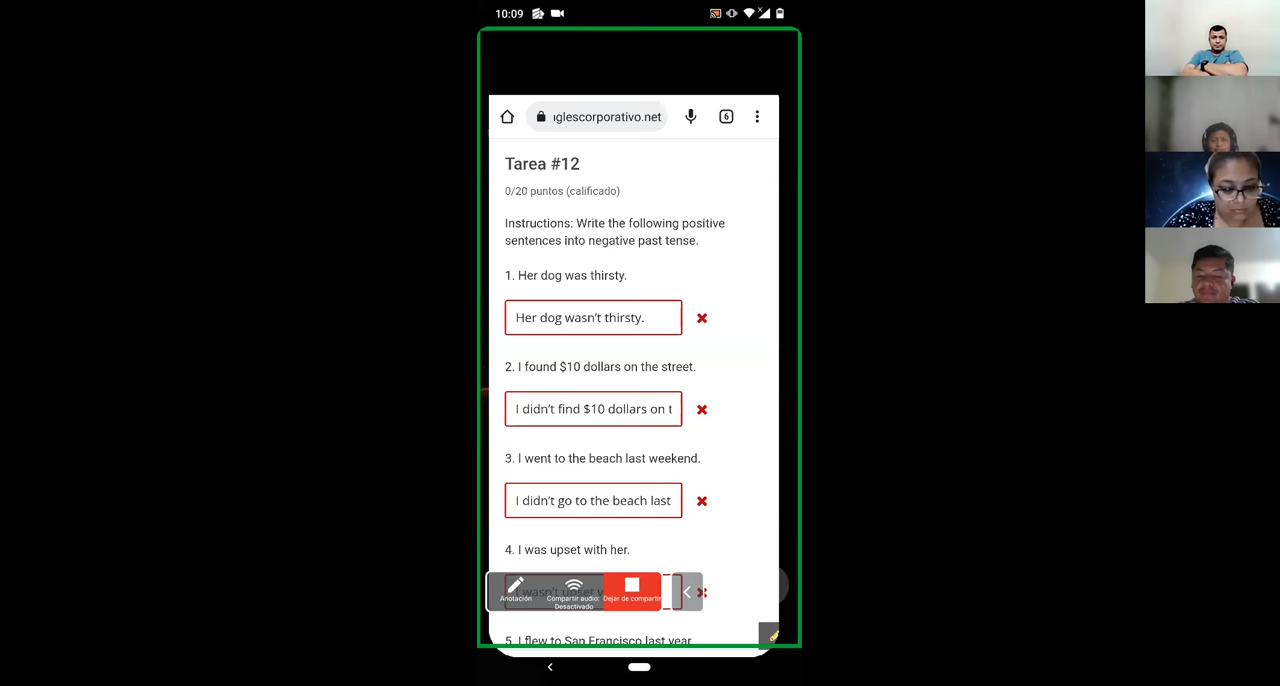 10:09
6
ıglescorporativo.net
Tarea #12
0/20 puntos (calificado)
Instructions: Write the following positive
sentences into negative past tense.
1. Her dog was thirsty.
Her dog wasn't thirsty.
2. I found $10 dollars on the street.
I didn't find $10 dollars on t
3. I went to the beach last weekend.
I didn't go to the beach last
4. I was upset with her.
I wasn't upset v
Anotación
Compartir audio:
Desactivado
Dejar de compartir
5. I flew to San Francisco last year.